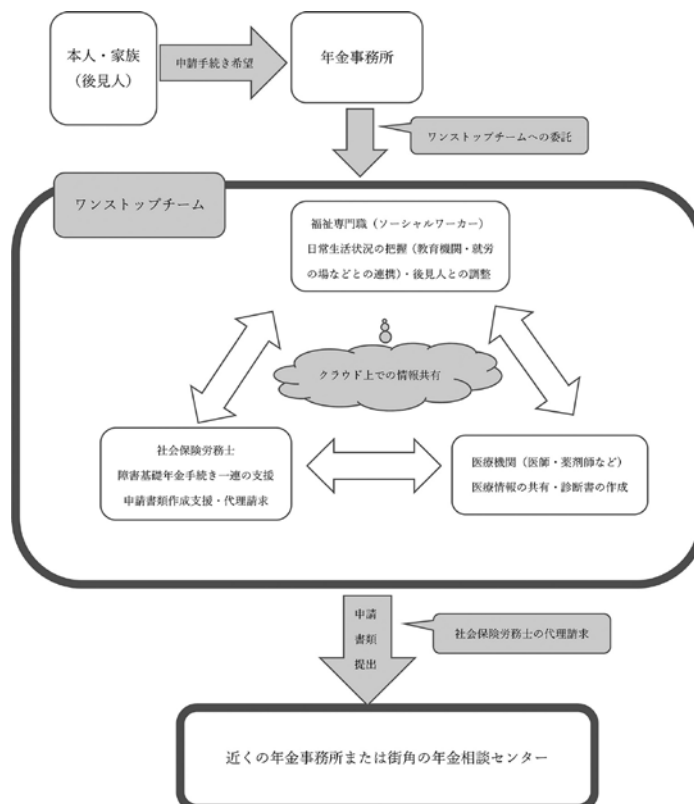 本人・家族
(後見人)
申請手続き希望
年金事務所
ワンストップチームへの委託
ワンストップチーム
福祉専門職（ソーシャルワーカー）
日常生活状況の把握（教育機関・就労
の場などとの連携）・後見人との調整
クラウド上での情報共有
社会保険労務士
障害基礎年金手続き一連の支援
申請書類作成支援・代理請求
医療機関（医師・薬剤師など）
医療情報の共有・診断書の作成
申請
書類
提出
社会保険労務士の代理請求
近くの年金事務所または街角の年金相談センター